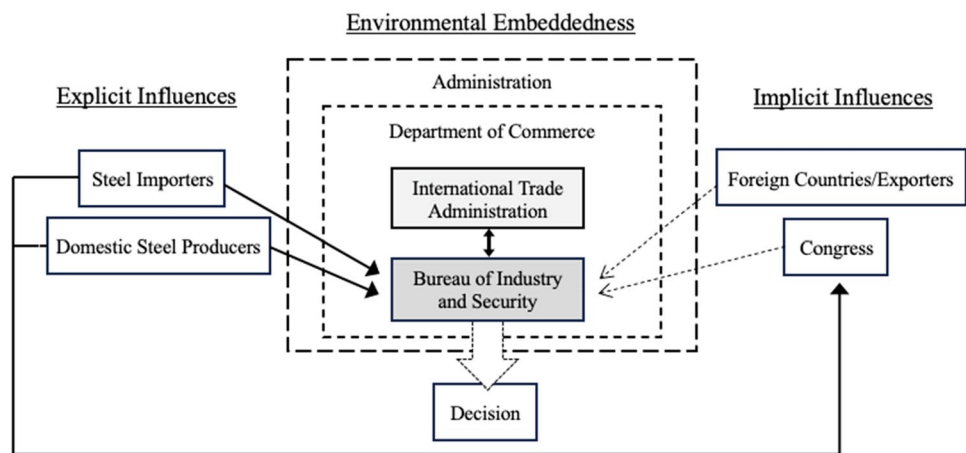 Environmental Embeddedness
Explicit Influences
Implicit Influences
Administration
Department of Commerce
Steel Importers
Domestic Steel Producers
International Trade
Administration
Bureau of Industry
and Security
Foreign Countries/Exporters
Congress
Decision